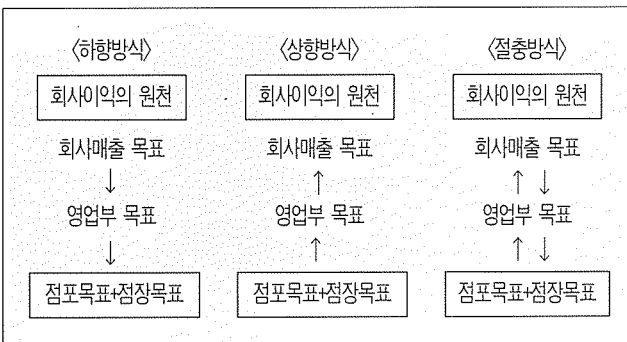 〈하향방식〉 〈상향방식〉 〈절충방식〉
회사이익의 원천 회사이익의 원천 회사이익의 원천
회사매출 목표 회사매출 목표 회사매출 목표
↓ ↑ ↑ ↓
영업부 목표 영업부 목표 영업부 목표
↓ ↑ ↑ ↓
점포목표+점장목표 점포목표+점장목표 점포목표+점장목표